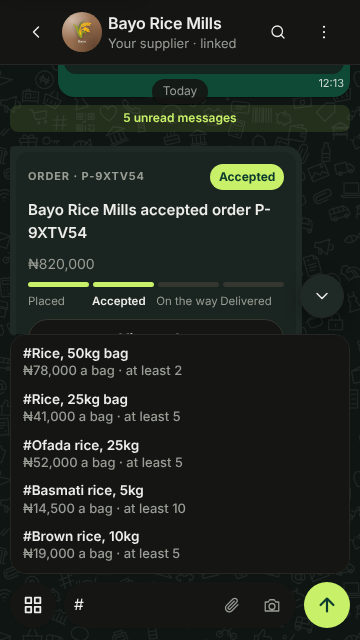 Bayo Rice Mills
Your supplier · linked
12:13
Today
5 unread messages
ORDER · P-9XTV54
Accepted
Bayo Rice Mills accepted order P-
9XTV54
₦820,000
Placed Accepted On the way Delivered
#Rice, 50kg bag
₦78,000 a bag · at least 2
#Rice, 25kg bag
₦41,000 a bag · at least 5
#Ofada rice, 25kg
₦52,000 a bag · at least 5
#Basmati rice, 5kg
₦14,500 a bag · at least 10
#Brown rice, 10kg
₦19,000 a bag · at least 5
#